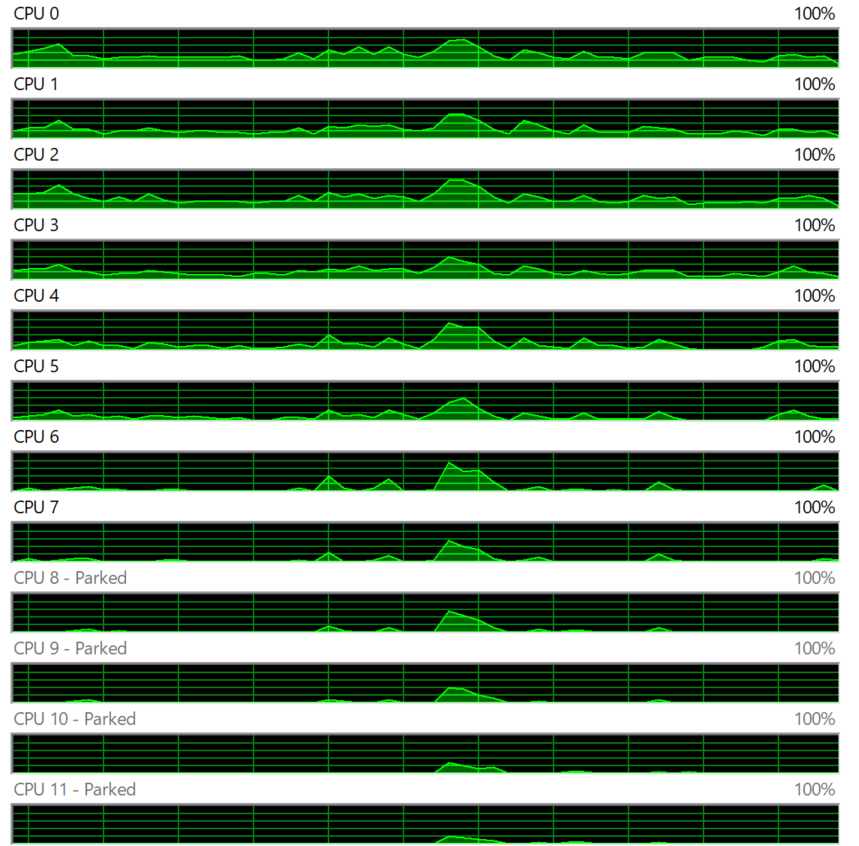 CPU 0 100%
CPU 1 100%
CPU 2 100%
CPU 3 100%
CPU 4 100%
CPU 5 100%
CPU 6 100%
CPU 7 100%
CPU 8 - Parked 100%
CPU 9 - Parked 100%
CPU 10 - Parked 100%
CPU 11 - Parked 100%